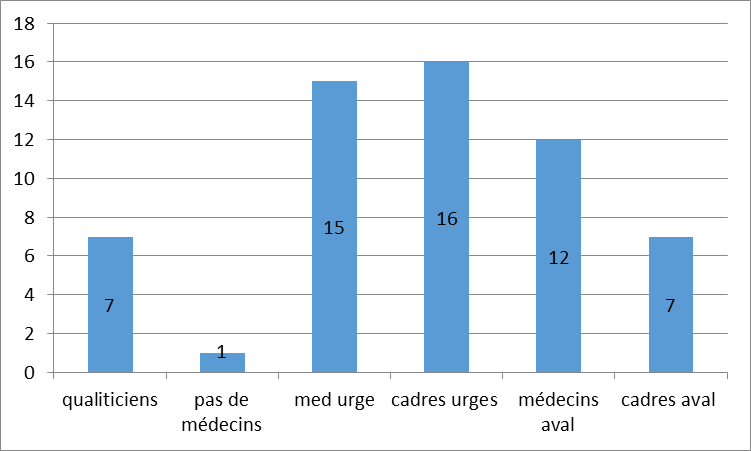 18
16
14
12
10
8
6
4
2
0
7
1
15
16
12
7
qualiticiens
pas de
médecins
med urge
cadres urges
médecins
aval
cadres aval